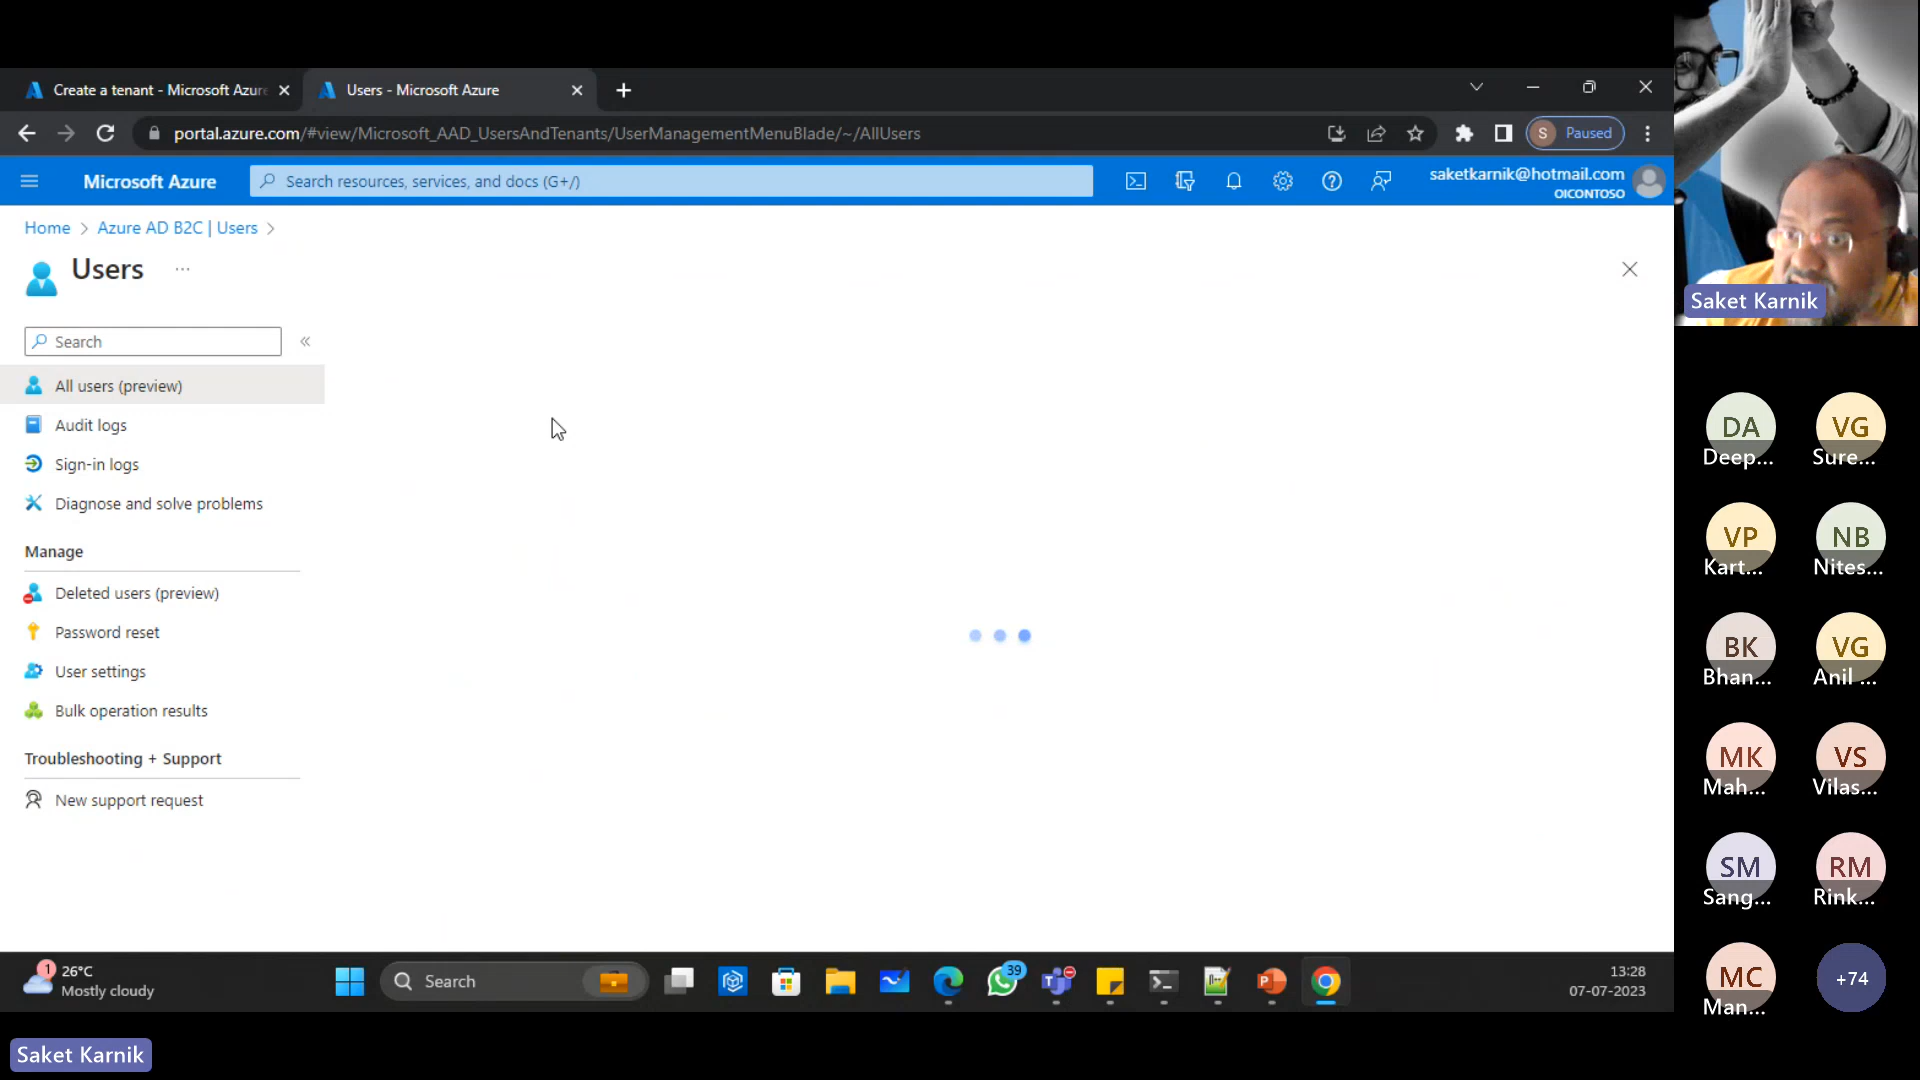 Create a tenant - Microsoft Azure
Users - Microsoft Azure
portal.azure.com/#view/Microsoft_AAD_UsersAndTenants/UserManagementMenuBlade/~/AllUsers
S Paused
Microsoft Azure
Search resources, services, and docs (G+/)
saketkarnik@hotmail.com
OICONTOSO
Home > Azure AD B2C | Users >
Users ...
Search
«
All users (preview)
Audit logs
Sign-in logs
Diagnose and solve problems
Manage
Deleted users (preview)
Password reset
User settings
Bulk operation results
Troubleshooting + Support
New support request
Saket Karnik
DA
Deep...
VG
Sure...
VP
Kart...
NB
Nites...
BK
Bhan...
VG
Anil ...
MK
Mah...
VS
Vilas...
SM
Sang...
RM
Rink...
MC
Man...
+74
1
26°C
Mostly cloudy
Search
39
13:28
07-07-2023
Saket Karnik